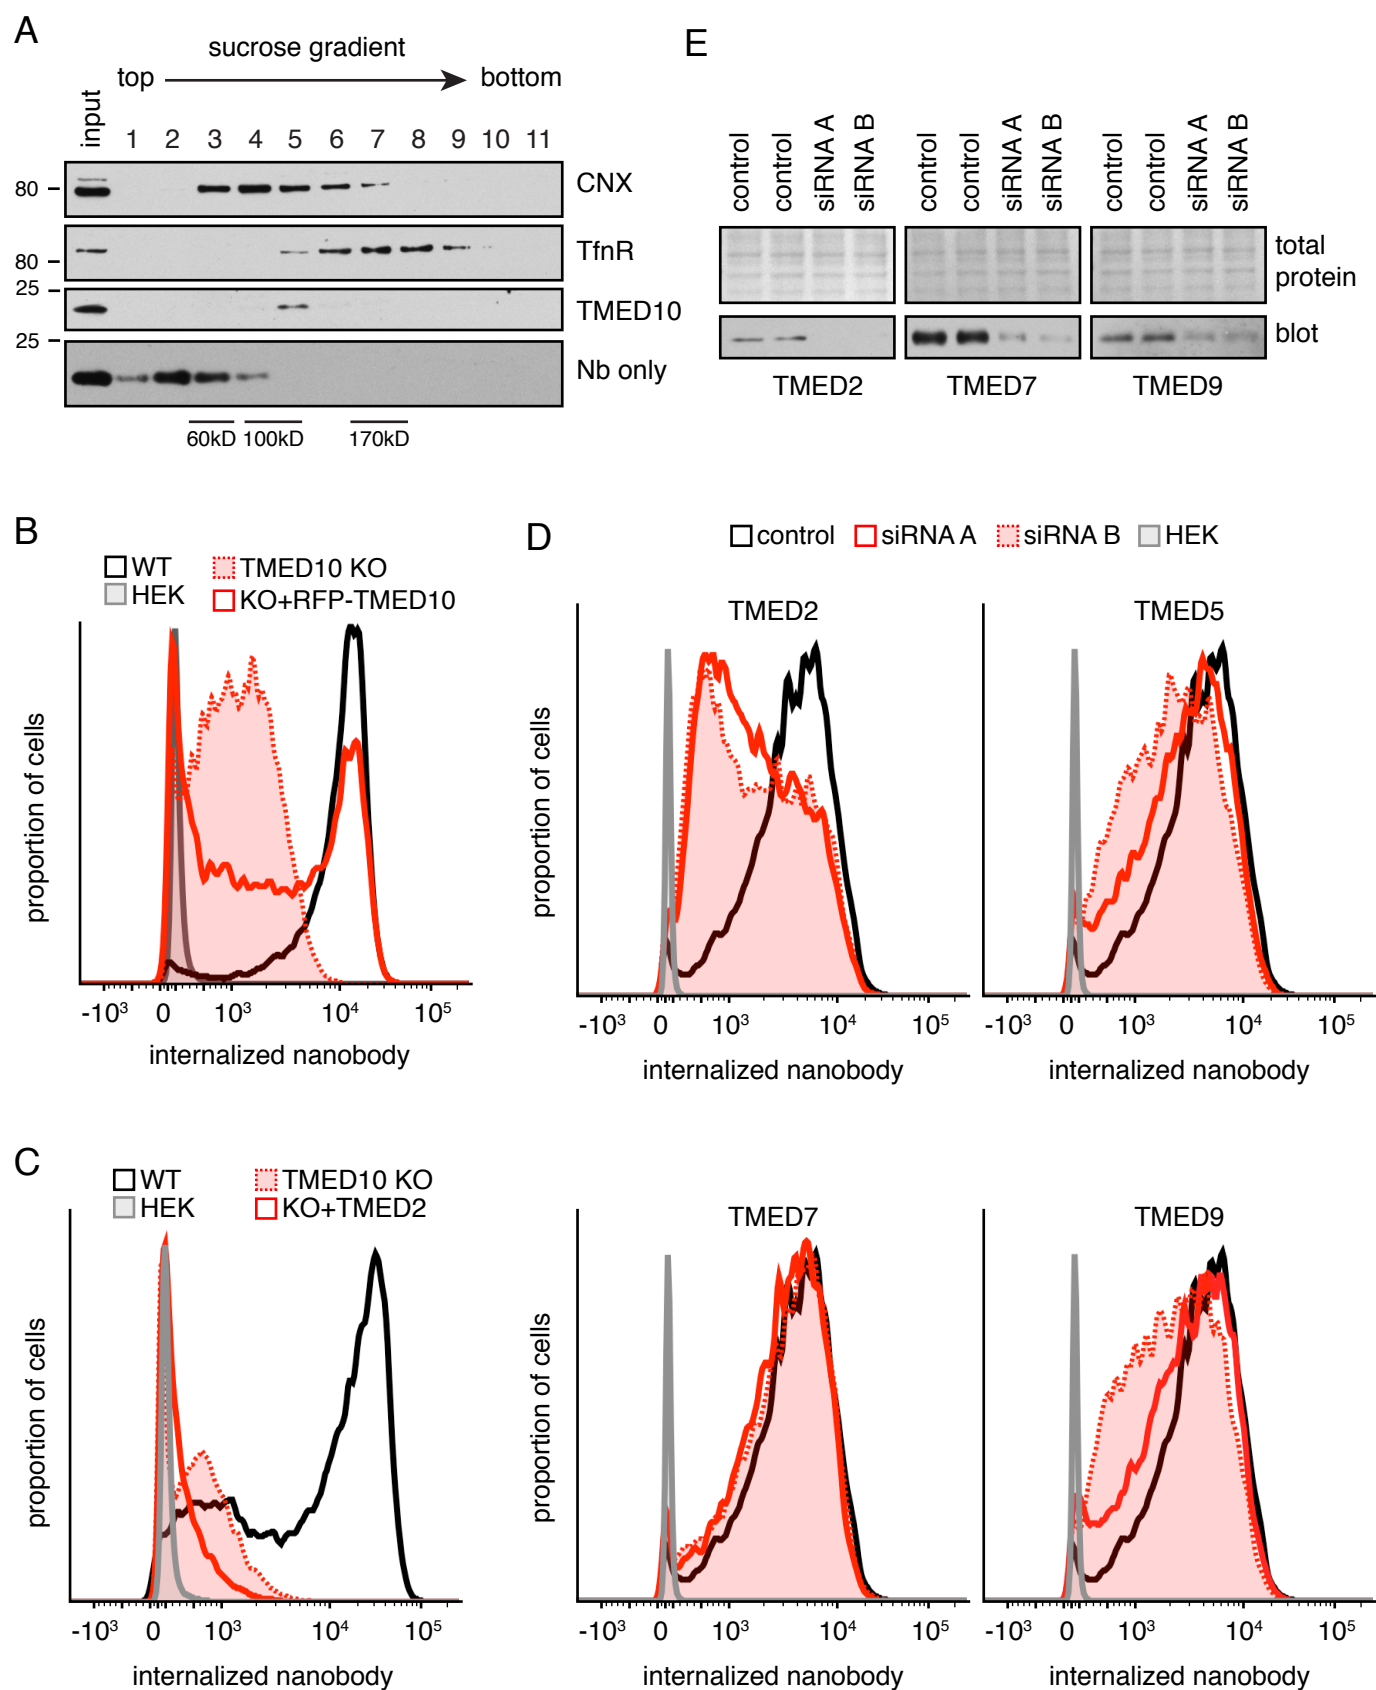 A
sucrose gradient
top
bottom
input
1 2 3 4 5 6 7 8 9 10 11
80
CNX
80
TfnR
25
TMED10
25
Nb only
60kD 100kD 170kD
E
control control siRNA A siRNA B
control control siRNA A siRNA B
control control siRNA A siRNA B
total
protein
blot
TMED2 TMED7 TMED9
B
WT TMED10 KO
HEK KO+RFP-TMED10
proportion of cells
-10³ 0 10³ 10⁴ 10⁵
internalized nanobody
D
control siRNA A siRNA B HEK
TMED2
proportion of cells
-10³ 0 10³ 10⁴ 10⁵
internalized nanobody
TMED5
-10³ 0 10³ 10⁴ 10⁵
internalized nanobody
C
WT TMED10 KO
HEK KO+TMED2
proportion of cells
-10³ 0 10³ 10⁴ 10⁵
internalized nanobody
TMED7
proportion of cells
-10³ 0 10³ 10⁴ 10⁵
internalized nanobody
TMED9
-10³ 0 10³ 10⁴ 10⁵
internalized nanobody